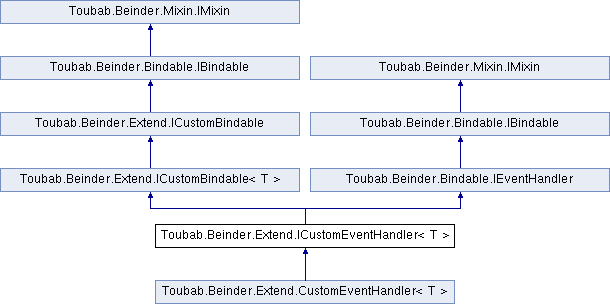 Toubab.Beinder.Mixin.IMixin
Toubab.Beinder.Bindable.IBindable
Toubab.Beinder.Mixin.IMixin
Toubab.Beinder.Extend.ICustomBindable
Toubab.Beinder.Bindable.IBindable
Toubab.Beinder.Extend.ICustomBindable< T >
Toubab.Beinder.Bindable.IEventHandler
Toubab.Beinder.Extend.ICustomEventHandler< T >
Toubab.Beinder.Extend.CustomEventHandler< T >